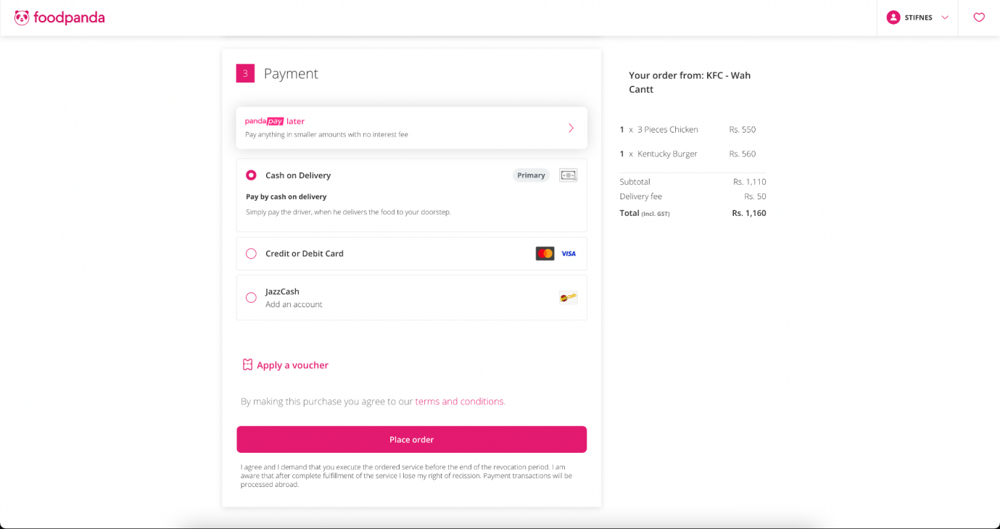 foodpanda
STIFNES
3 Payment
pandapay later
Pay anything in smaller amounts with no interest fee
Cash on Delivery Primary
Pay by cash on delivery
Simply pay the driver, when he delivers the food to your doorstep.
Credit or Debit Card VISA
JazzCash
Add an account
Apply a voucher
By making this purchase you agree to our terms and conditions.
Place order
I agree and I demand that you execute the ordered service before the end of the revocation period. I am
aware that after complete fulfillment of the service I lose my right of recission. Payment transactions will be
processed abroad.
Your order from: KFC - Wah
Cantt
1 x 3 Pieces Chicken Rs. 550
1 x Kentucky Burger Rs. 560
Subtotal Rs. 1,110
Delivery fee Rs. 50
Total (Incl. GST) Rs. 1,160